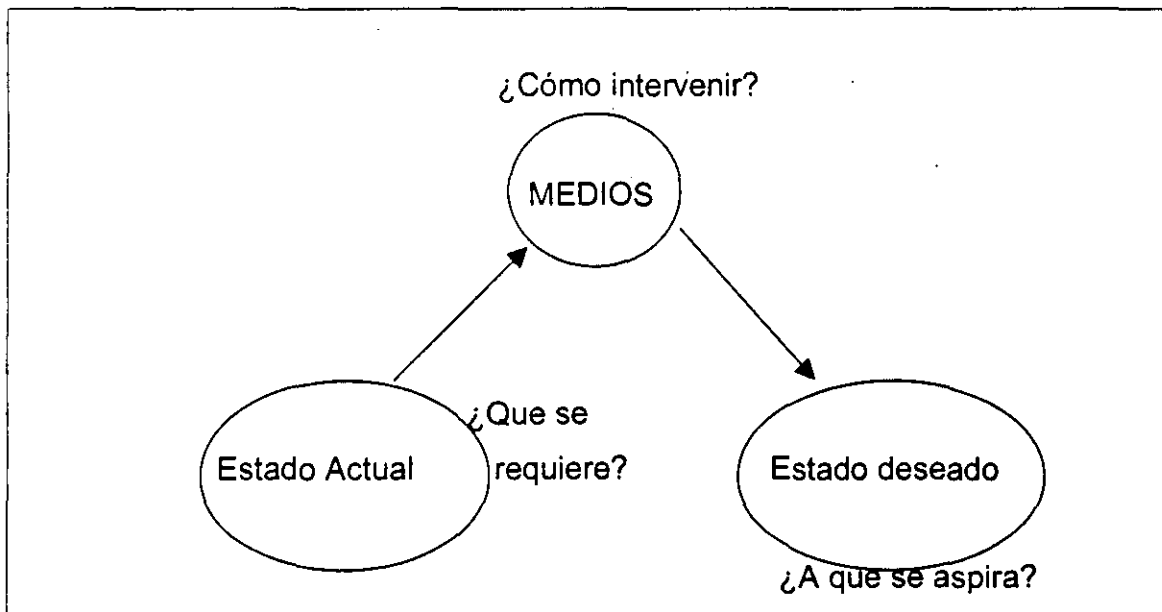 ¿Cómo intervenir?
MEDIOS
¿Que se
Estado Actual
requiere?
Estado deseado
¿A que se aspira?